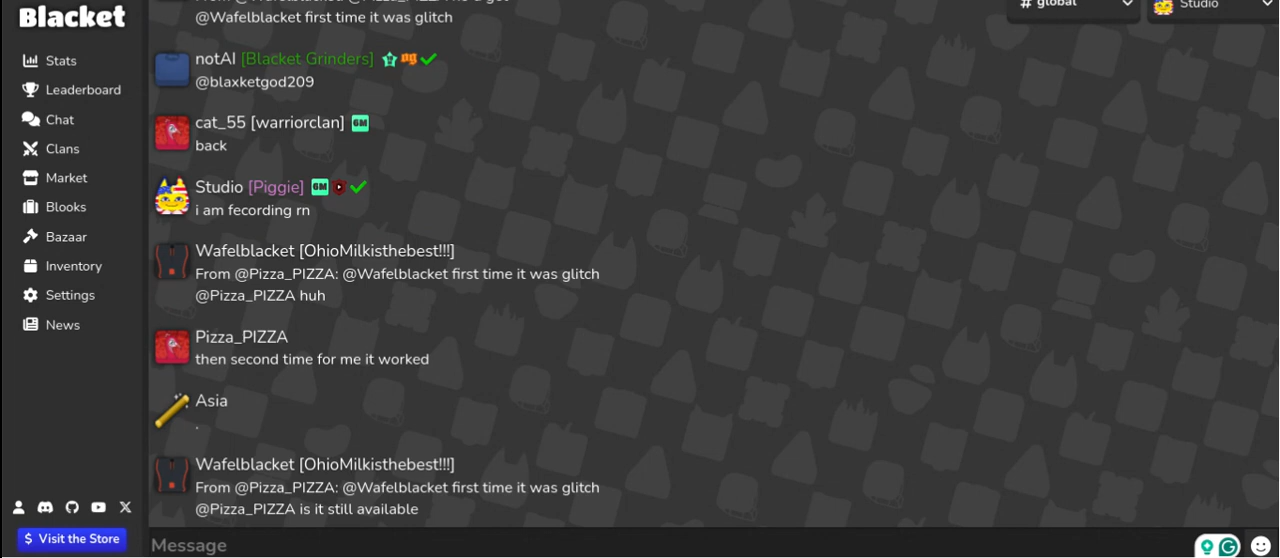 Blacket
Stats
Leaderboard
Chat
Clans
Market
Blooks
Bazaar
Inventory
Settings
News
$ Visit the Store
# global
Studio
@Wafelblacket first time it was glitch
notAI [Blacket Grinders]
@blaxketgod209
cat_55 [warriorclan] 6M
back
Studio [Piggie] 6M
i am fecording rn
Wafelblacket [OhioMilkisthebest!!!]
From @Pizza_PIZZA: @Wafelblacket first time it was glitch
@Pizza_PIZZA huh
Pizza_PIZZA
then second time for me it worked
Asia
.
Wafelblacket [OhioMilkisthebest!!!]
From @Pizza_PIZZA: @Wafelblacket first time it was glitch
@Pizza_PIZZA is it still available
Message